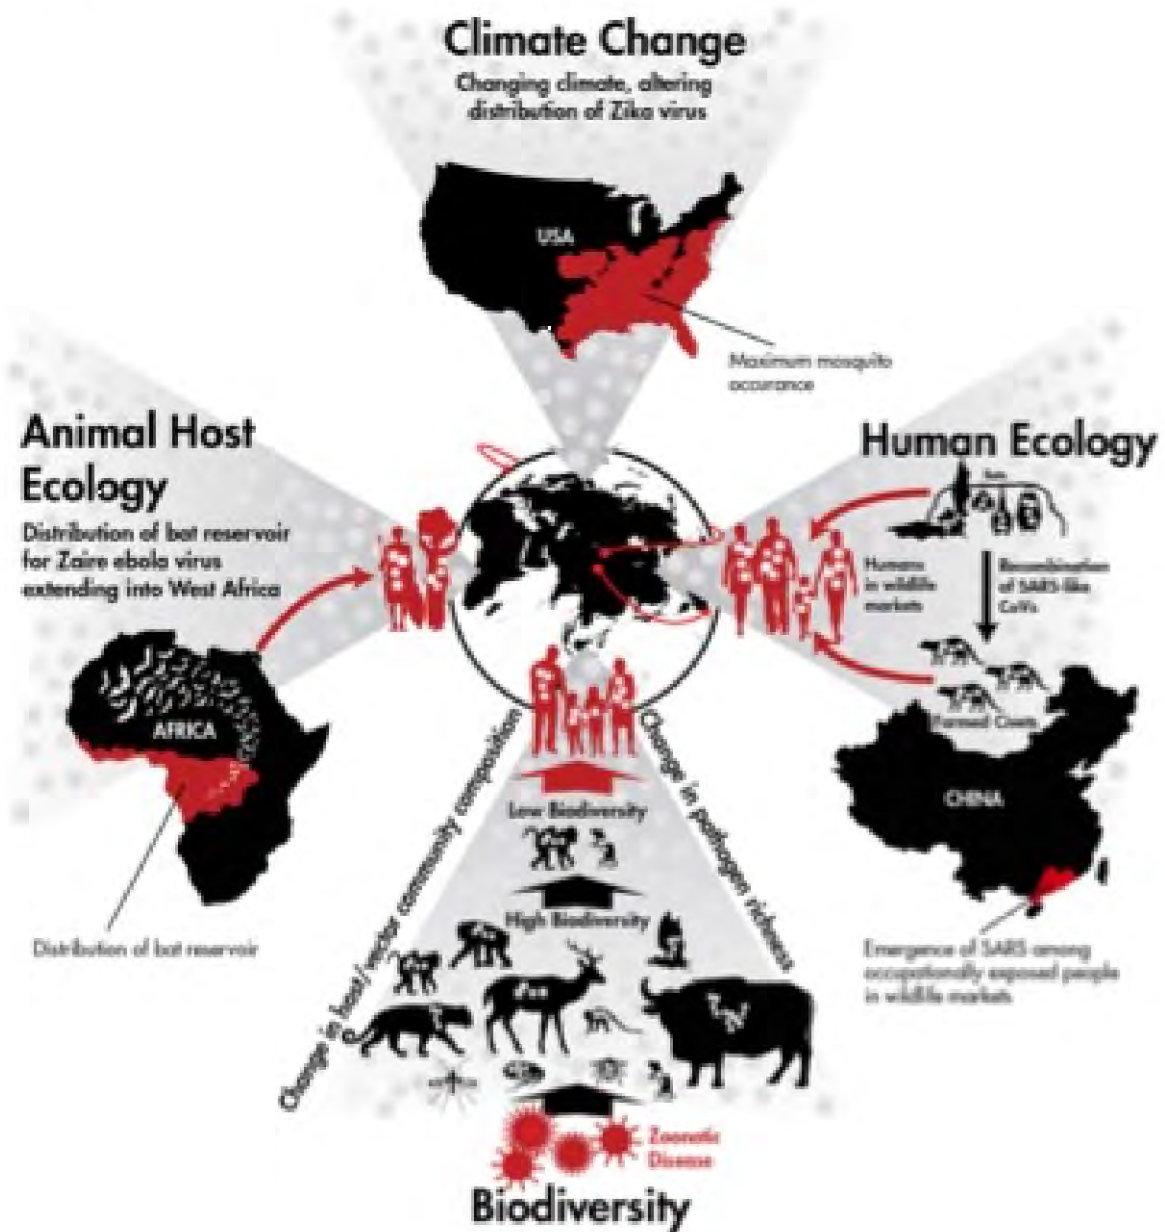 Climate Change
Changing climate, altering
distribution of Zika virus
USA
Maximum mosquito
occurance
Animal Host
Ecology
Distribution of bat reservoir
for Zaire ebola virus
extending into West Africa
AFRICA
Distribution of bat reservoir
Human Ecology
Bats
Humans
in wildlife
markets
Recombination
of SARS-like
CoVs
Farmed Civets
CHINA
Emergence of SARS among
occupationally exposed people
in wildlife markets
Change in host/vector community composition
Change in pathogen richness
Low Biodiversity
High Biodiversity
Zoonotic
Disease
Biodiversity